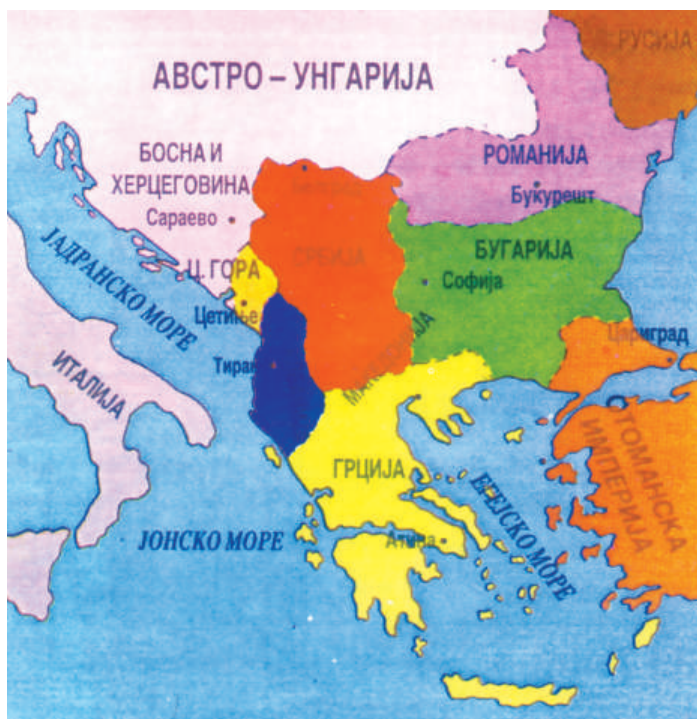 РУСИЈА
АВСТРО – УНГАРИЈА
БОСНА И
ХЕРЦЕГОВИНА
Сараево
РОМАНИЈА
Букурешт
СРБИЈА
БУГАРИЈА
Софија
ЈАДРАНСКО МОРЕ
Ц. ГОРА
Цетиње
Цариград
ИТАЛИЈА
МАКЕДОНИЈА
ОТОМАНСКА
ИМПЕРИЈА
ГРЦИЈА
ЕГЕЈСКО МОРЕ
ЈОНСКО МОРЕ
Атина